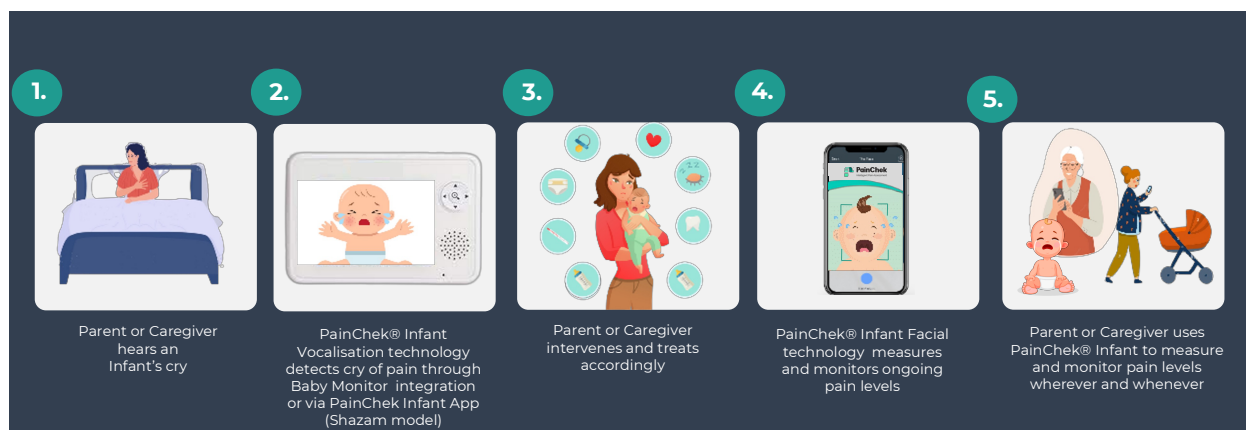 1.
Parent or Caregiver
hears an
Infant's cry
2.
PainChek® Infant
Vocalisation technology
detects cry of pain through
Baby Monitor integration
or via PainChek Infant App
(Shazam model)
3.
Parent or Caregiver
intervenes and treats
accordingly
4.
PainChek
PainChek® Infant Facial
technology measures
and monitors ongoing
pain levels
5.
Parent or Caregiver uses
PainChek® Infant to measure
and monitor pain levels
wherever and whenever